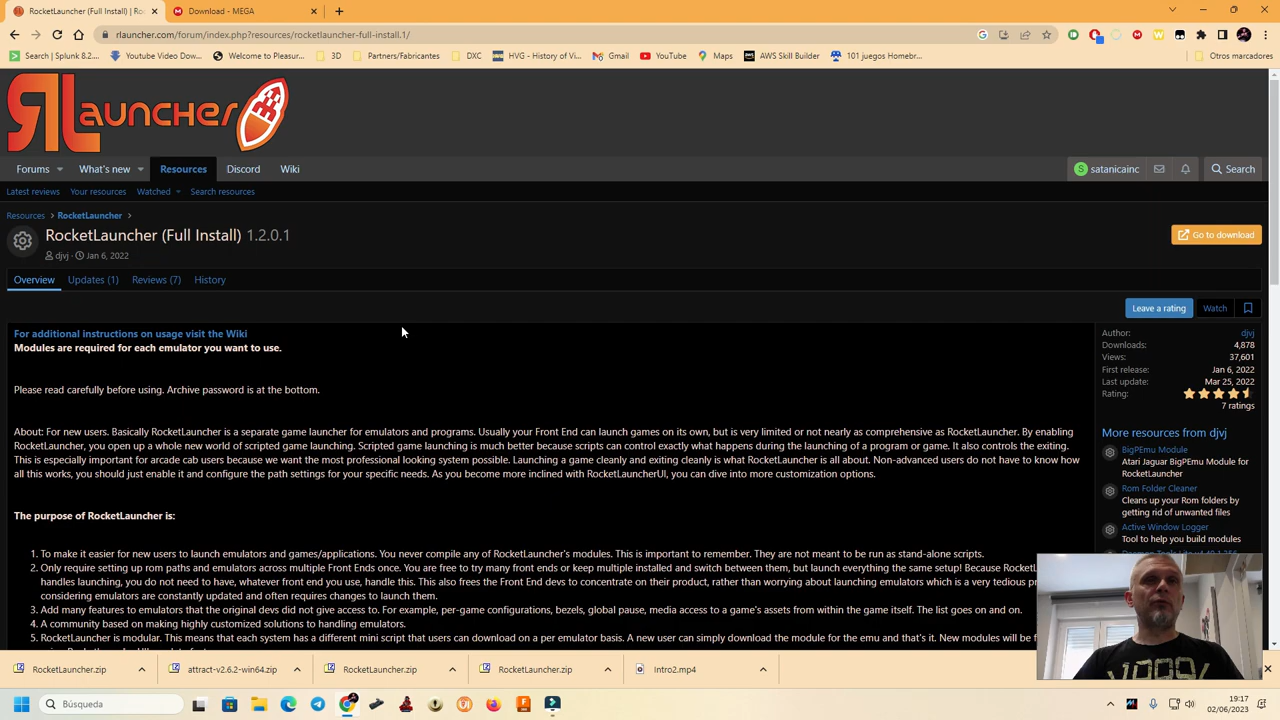 RocketLauncher (Full Install) | Roc
Download - MEGA
rlauncher.com/forum/index.php?resources/rocketlauncher-full-install.1/
Search | Splunk 8.2....
Youtube Video Dow...
Welcome to Pleasur...
3D
Partners/Fabricantes
DXC
HVG - History of Vi...
Gmail
YouTube
Maps
AWS Skill Builder
101 juegos Homebr...
Otros marcadores
RLauncher
Forums
What's new
Resources
Discord
Wiki
satanicainc
Search
Latest reviews
Your resources
Watched
Search resources
Resources
RocketLauncher
RocketLauncher (Full Install) 1.2.0.1
djvj
Jan 6, 2022
Go to download
Overview
Updates (1)
Reviews (7)
History
Leave a rating
Watch
For additional instructions on usage visit the Wiki
Modules are required for each emulator you want to use.
Please read carefully before using. Archive password is at the bottom.
About: For new users. Basically RocketLauncher is a separate game launcher for emulators and programs. Usually your Front End can launch games on its own, but is very limited or not nearly as comprehensive as RocketLauncher. By enabling
RocketLauncher, you open up a whole new world of scripted game launching. Scripted game launching is much better because scripts can control exactly what happens during the launching of a program or game. It also controls the exiting.
This is especially important for arcade cab users because we want the most professional looking system possible. Launching a game cleanly and exiting cleanly is what RocketLauncher is all about. Non-advanced users do not have to know how
all this works, you should just enable it and configure the path settings for your specific needs. As you become more inclined with RocketLauncherUI, you can dive into more customization options.
The purpose of RocketLauncher is:
1. To make it easier for new users to launch emulators and games/applications. You never compile any of RocketLauncher's modules. This is important to remember. They are not meant to be run as stand-alone scripts.
2. Only require setting up rom paths and emulators across multiple Front Ends once. You are free to try many front ends or keep multiple installed and switch between them, but launch everything the same setup! Because RocketL
handles launching, you do not need to have, whatever front end you use, handle this. This also frees the Front End devs to concentrate on their product, rather than worrying about launching emulators which is a very tedious pr
considering emulators are constantly updated and often requires changes to launch them.
3. Add many features to emulators that the original devs did not give access to. For example, per-game configurations, bezels, global pause, media access to a game's assets from within the game itself. The list goes on and on.
4. A community based on making highly customized solutions to handling emulators.
5. RocketLauncher is modular. This means that each system has a different mini script that users can download on a per emulator basis. A new user can simply download the module for the emu and that's it. New modules will be f
Author:
djvj
Downloads:
4,878
Views:
37,601
First release:
Jan 6, 2022
Last update:
Mar 25, 2022
Rating:
7 ratings
More resources from djvj
BigPEmu Module
Atari Jaguar BigPEmu Module for
RocketLauncher
Rom Folder Cleaner
Cleans up your Rom folders by
getting rid of unwanted files
Active Window Logger
Tool to help you build modules
RocketLauncher.zip
attract-v2.6.2-win64.zip
RocketLauncher.zip
RocketLauncher.zip
Intro2.mp4
Búsqueda
19:17
02/06/2023